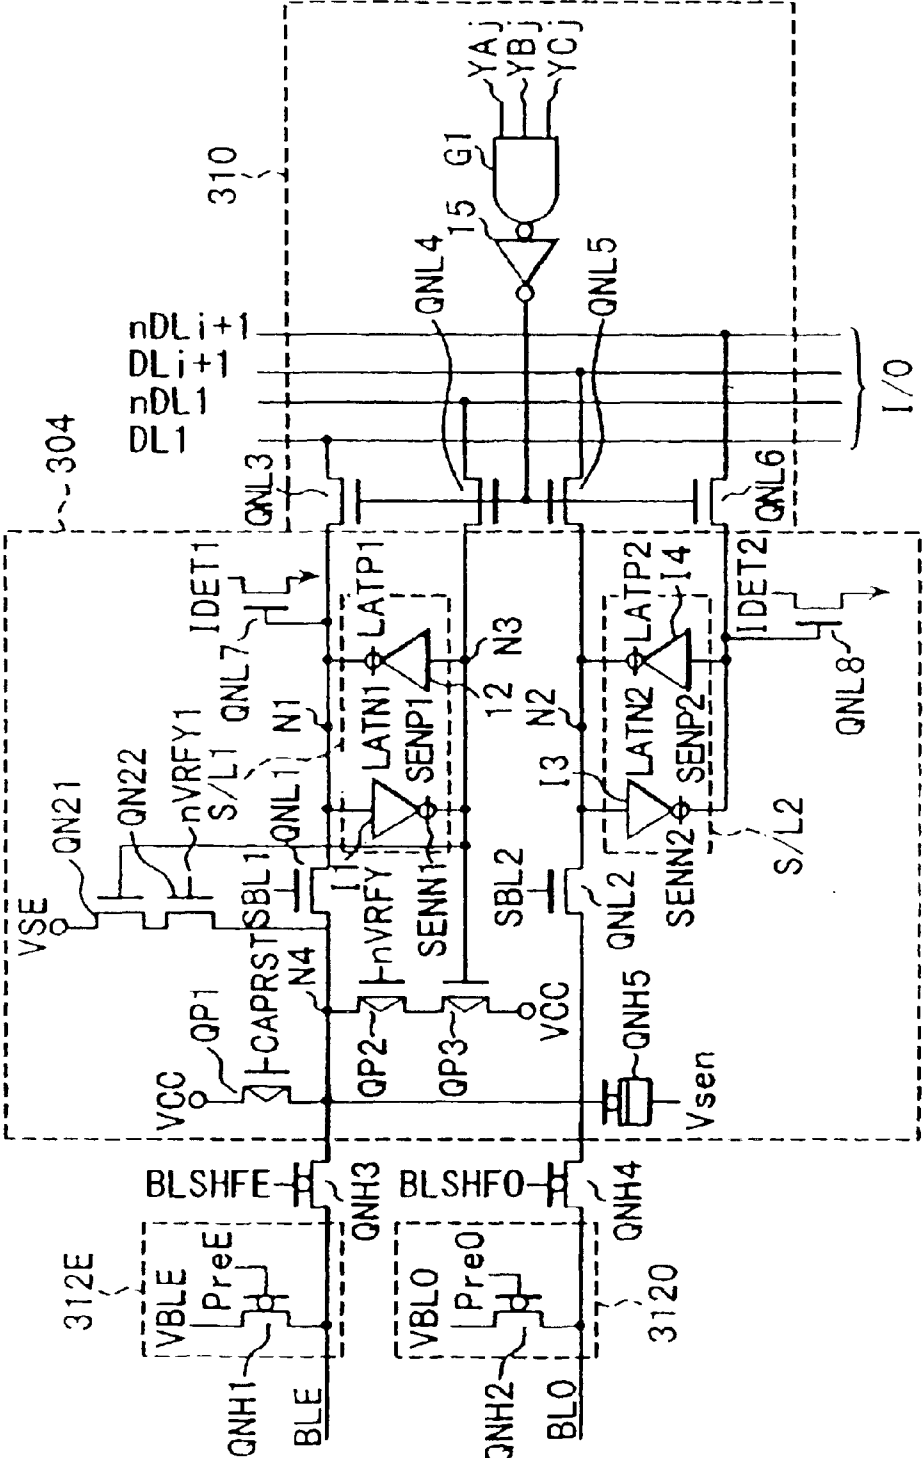 310
YAj
YBj
YCj
G1
15
QNL4
QNL5
nDLi+1
DLi+1
nDL1
DL1
I/O
304
QNL3
QNL6
IDET1
QNL7
LATP1
N1
N3
12
LATN1
SENP1
S/L1
I1
SENN1
IDET2
QNL8
LATP2
I4
N2
I3
LATN2
SENP2
SENN2
S/L2
QN21
QN22
nVRFY1
VSE
QNL1
SBL1
SBL2
QNL2
N4
nVRFY
CAPRST
QP1
QP2
QP3
VCC
VCC
QNH5
Vsen
BLSHFE
QNH3
BLSHFO
QNH4
312E
VBLE
PreE
QNH1
BLE
3120
VBLO
PreO
QNH2
BLO